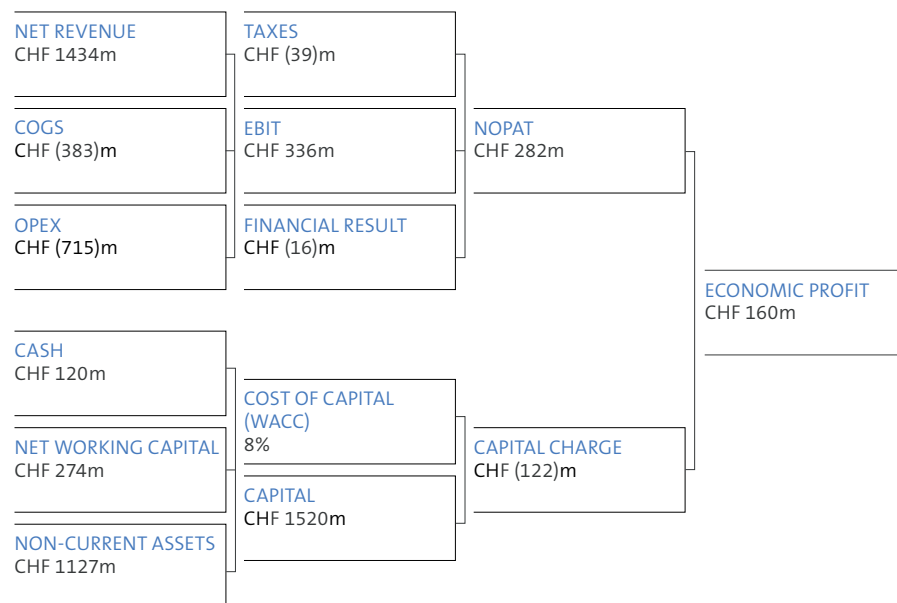 NET REVENUE
CHF 1434m
COGS
CHF (383)m
OPEX
CHF (715)m
TAXES
CHF (39)m
EBIT
CHF 336m
FINANCIAL RESULT
CHF (16)m
NOPAT
CHF 282m
ECONOMIC PROFIT
CHF 160m
CASH
CHF 120m
NET WORKING CAPITAL
CHF 274m
NON-CURRENT ASSETS
CHF 1127m
COST OF CAPITAL
(WACC)
8%
CAPITAL
CHF 1520m
CAPITAL CHARGE
CHF (122)m